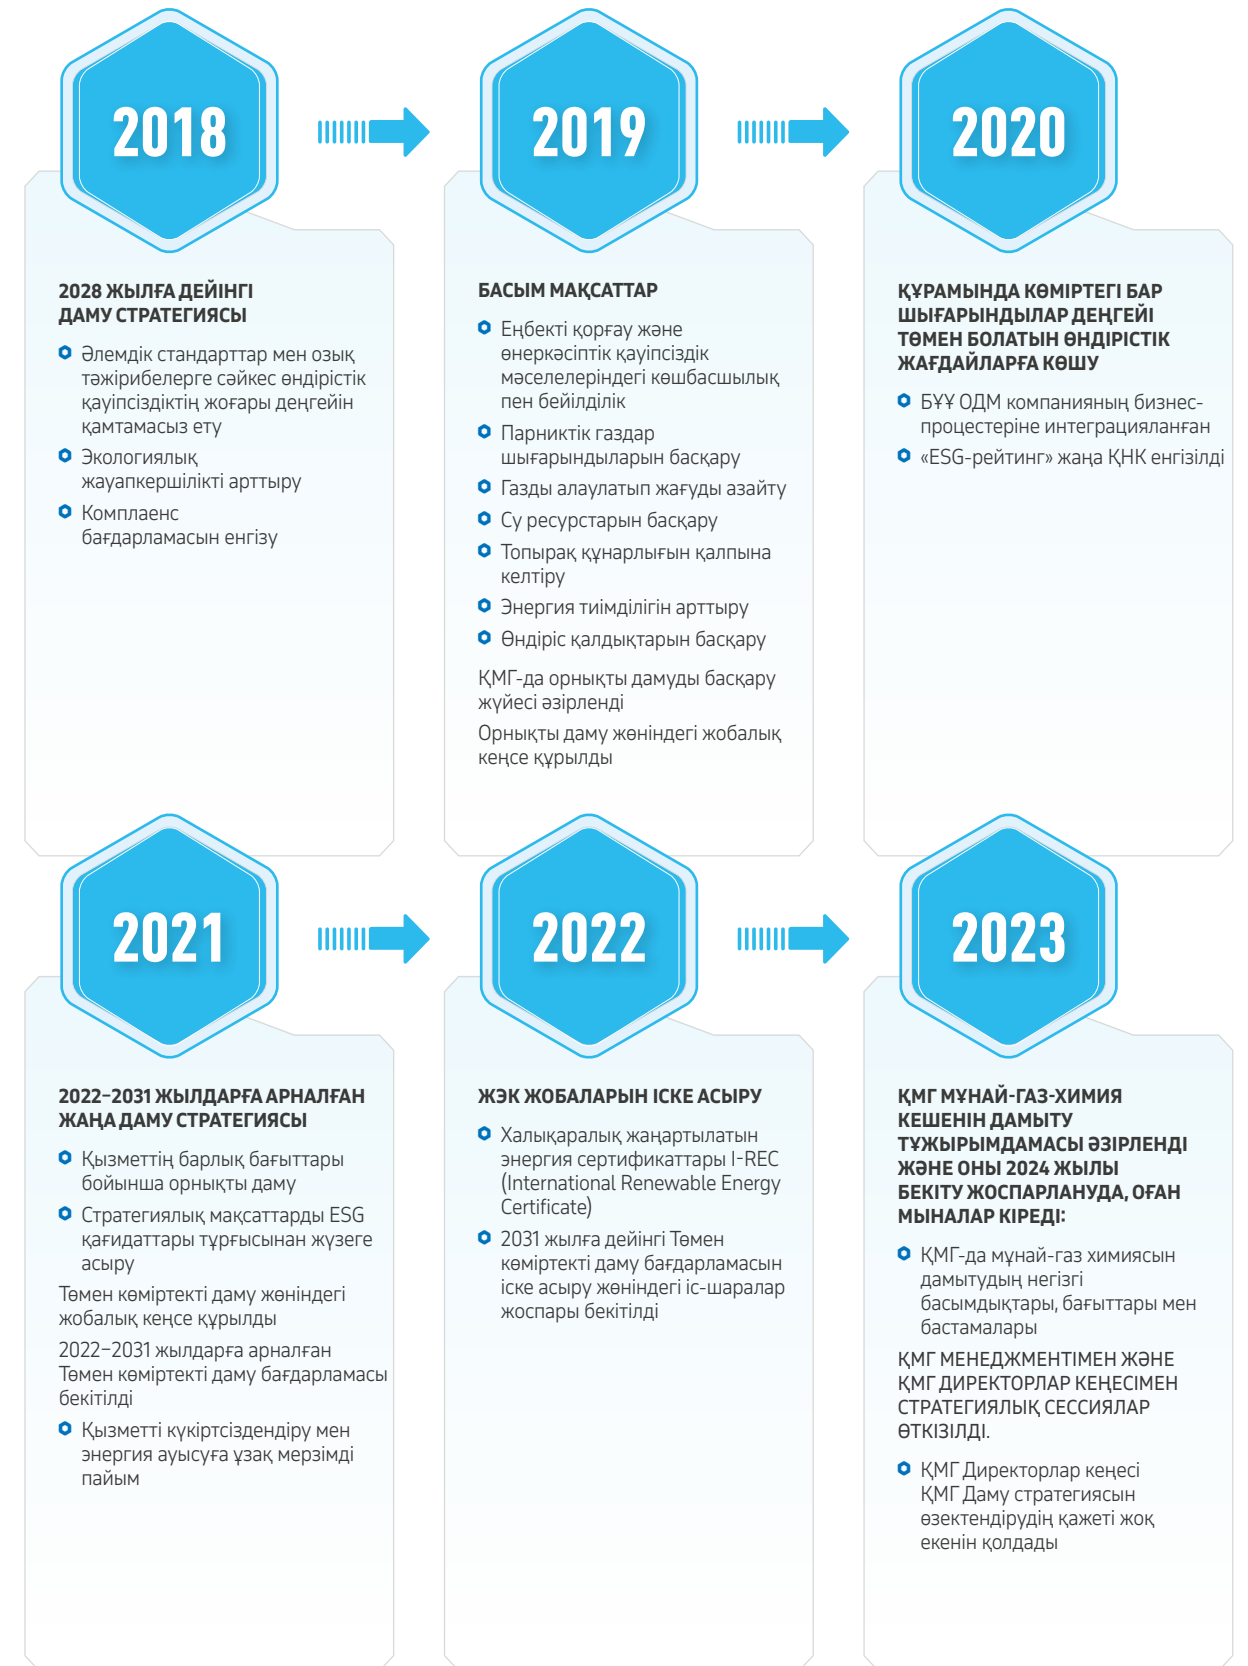 2018
2028 ЖЫЛҒА ДЕЙІНГІ
ДАМУ СТРАТЕГИЯСЫ
Әлемдік стандарттар мен озық
тәжірибелерге сәйкес өндірістік
қауіпсіздіктің жоғары деңгейін
қамтамасыз ету
Экологиялық
жауапкершілікті арттыру
Комплаенс
бағдарламасын енгізу
2019
БАСЫМ МАҚСАТТАР
Еңбекті қорғау және
өнеркәсіптік қауіпсіздік
мәселелеріндегі көшбасшылық
пен бейілділік
Парниктік газдар
шығарындыларын басқару
Газды алаулатып жағуды азайту
Су ресурстарын басқару
Топырақ құнарлығын қалпына
келтіру
Энергия тиімділігін арттыру
Өндіріс қалдықтарын басқару
ҚМГ-да орнықты дамуды басқару
жүйесі әзірленді
Орнықты даму жөніндегі жобалық
кеңсе құрылды
2020
ҚҰРАМЫНДА КӨМІРТЕГІ БАР
ШЫҒАРЫНДЫЛАР ДЕҢГЕЙІ
ТӨМЕН БОЛАТЫН ӨНДІРІСТІК
ЖАҒДАЙЛАРҒА КӨШУ
БҰҰ ОДМ компанияның бизнес-
процестеріне интеграцияланған
«ESG-рейтинг» жаңа ҚНК енгізілді
2021
2022–2031 ЖЫЛДАРҒА АРНАЛҒАН
ЖАҢА ДАМУ СТРАТЕГИЯСЫ
Қызметтің барлық бағыттары
бойынша орнықты даму
Стратегиялық мақсаттарды ESG
қағидаттары тұрғысынан жүзеге
асыру
Төмен көміртекті даму жөніндегі
жобалық кеңсе құрылды
2022–2031 жылдарға арналған
Төмен көміртекті даму бағдарламасы
бекітілді
Қызметті күкіртсіздендіру мен
энергия ауысуға ұзақ мерзімді
пайым
2022
ЖЭК ЖОБАЛАРЫН ІСКЕ АСЫРУ
Халықаралық жаңартылатын
энергия сертификаттары I-REC
(International Renewable Energy
Certificate)
2031 жылға дейінгі Төмен
көміртекті даму бағдарламасын
іске асыру жөніндегі іс-шаралар
жоспары бекітілді
2023
ҚМГ МҰНАЙ-ГАЗ-ХИМИЯ
КЕШЕНІН ДАМЫТУ
ТҰЖЫРЫМДАМАСЫ ӘЗІРЛЕНДІ
ЖӘНЕ ОНЫ 2024 ЖЫЛЫ
БЕКІТУ ЖОСПАРЛАНУДА, ОҒАН
МЫНАЛАР КІРЕДІ:
ҚМГ-да мұнай-газ химиясын
дамытудың негізгі
басымдықтары, бағыттары мен
бастамалары
ҚМГ МЕНЕДЖМЕНТІМЕН ЖӘНЕ
ҚМГ ДИРЕКТОРЛАР КЕҢЕСІМЕН
СТРАТЕГИЯЛЫҚ СЕССИЯЛАР
ӨТКІЗІЛДІ.
ҚМГ Директорлар кеңесі
ҚМГ Даму стратегиясын
өзектендірудің қажеті жоқ
екенін қолдады